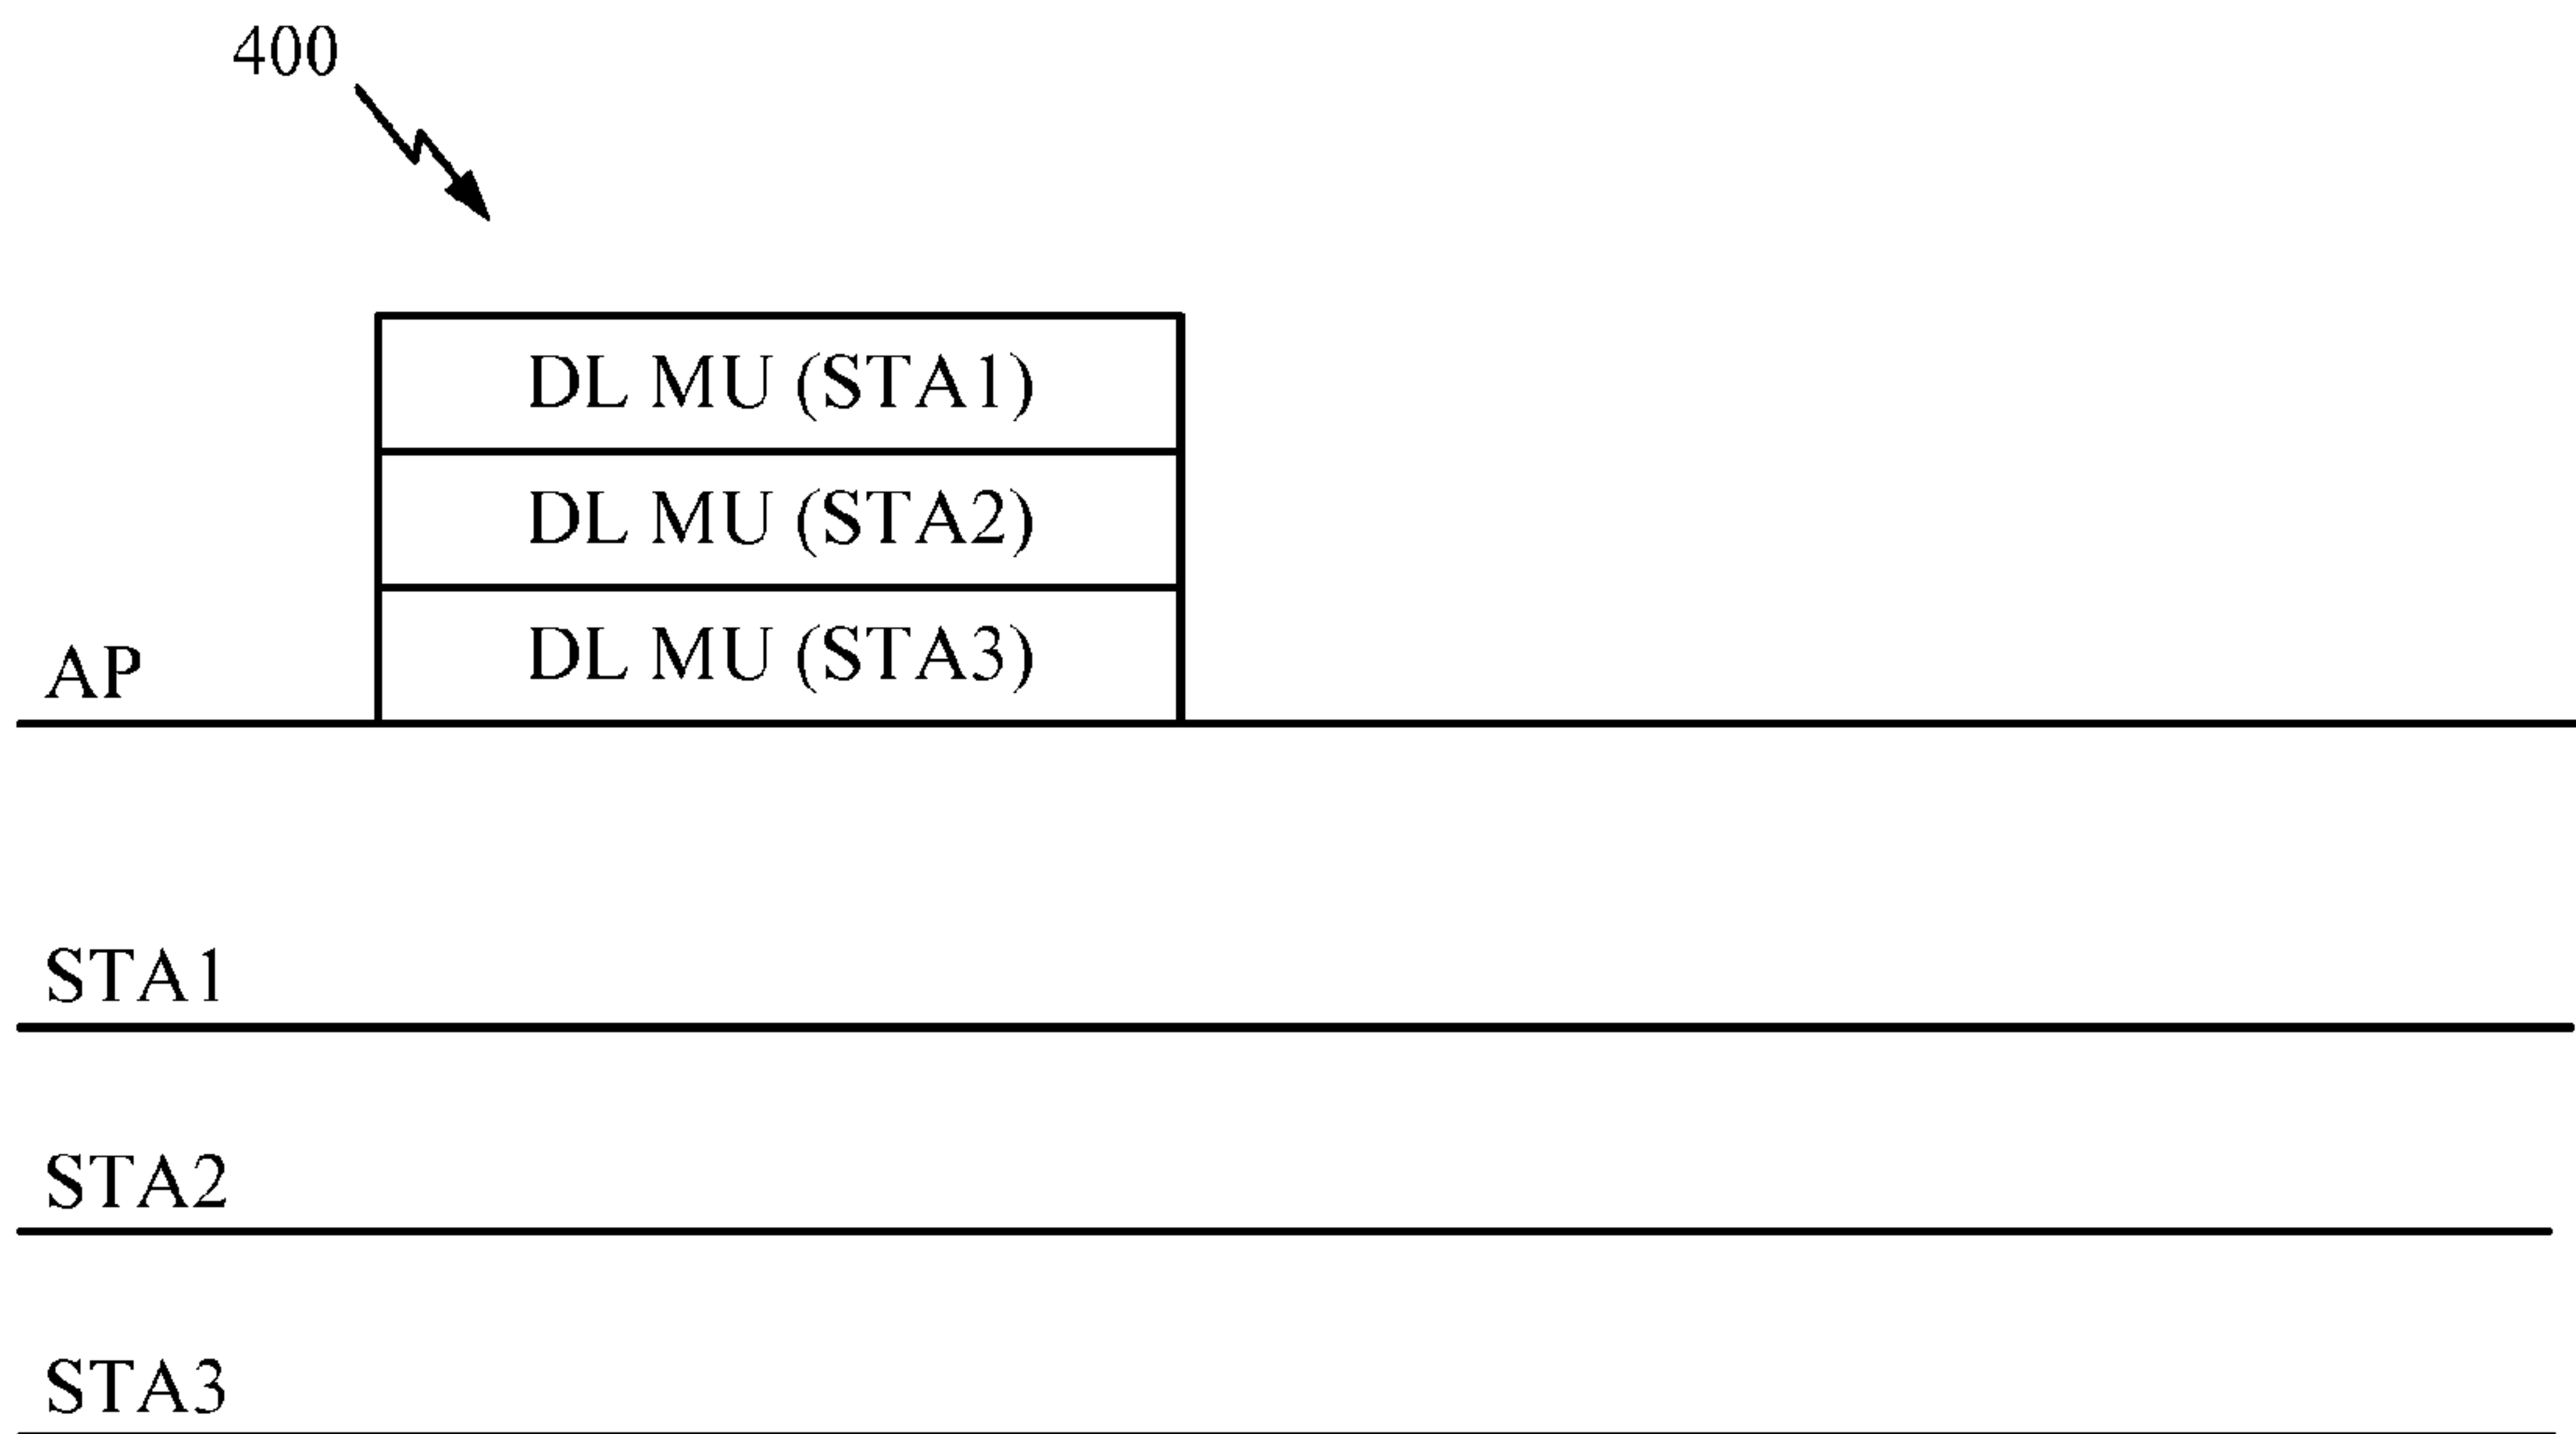 400
DL MU (STA1)
DL MU (STA2)
DL MU (STA3)
AP
STA1
STA2
STA3